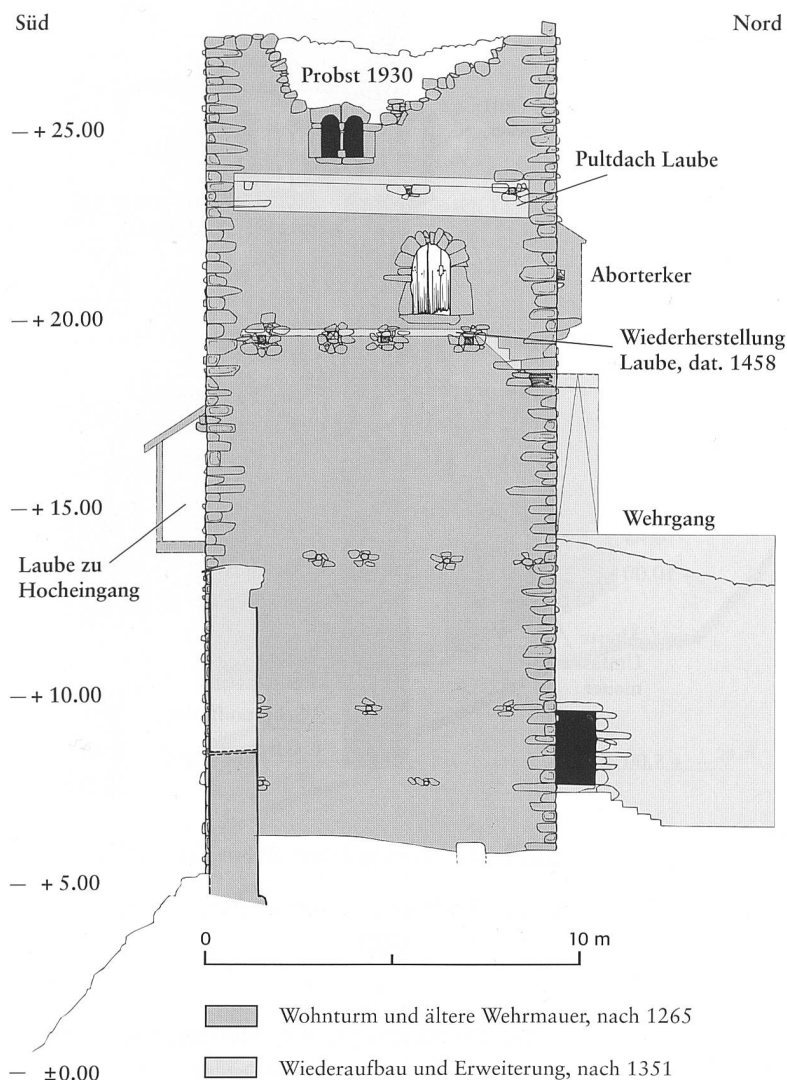 Süd
Nord
Probst 1930
— + 25.00
Pultdach Laube
Aborterker
— + 20.00
Wiederherstellung
Laube, dat. 1458
— + 15.00
Wehrgang
Laube zu
Hocheingang
— + 10.00
— + 5.00
0
10 m
Wohnturm und ältere Wehrmauer, nach 1265
Wiederaufbau und Erweiterung, nach 1351
— ±0.00